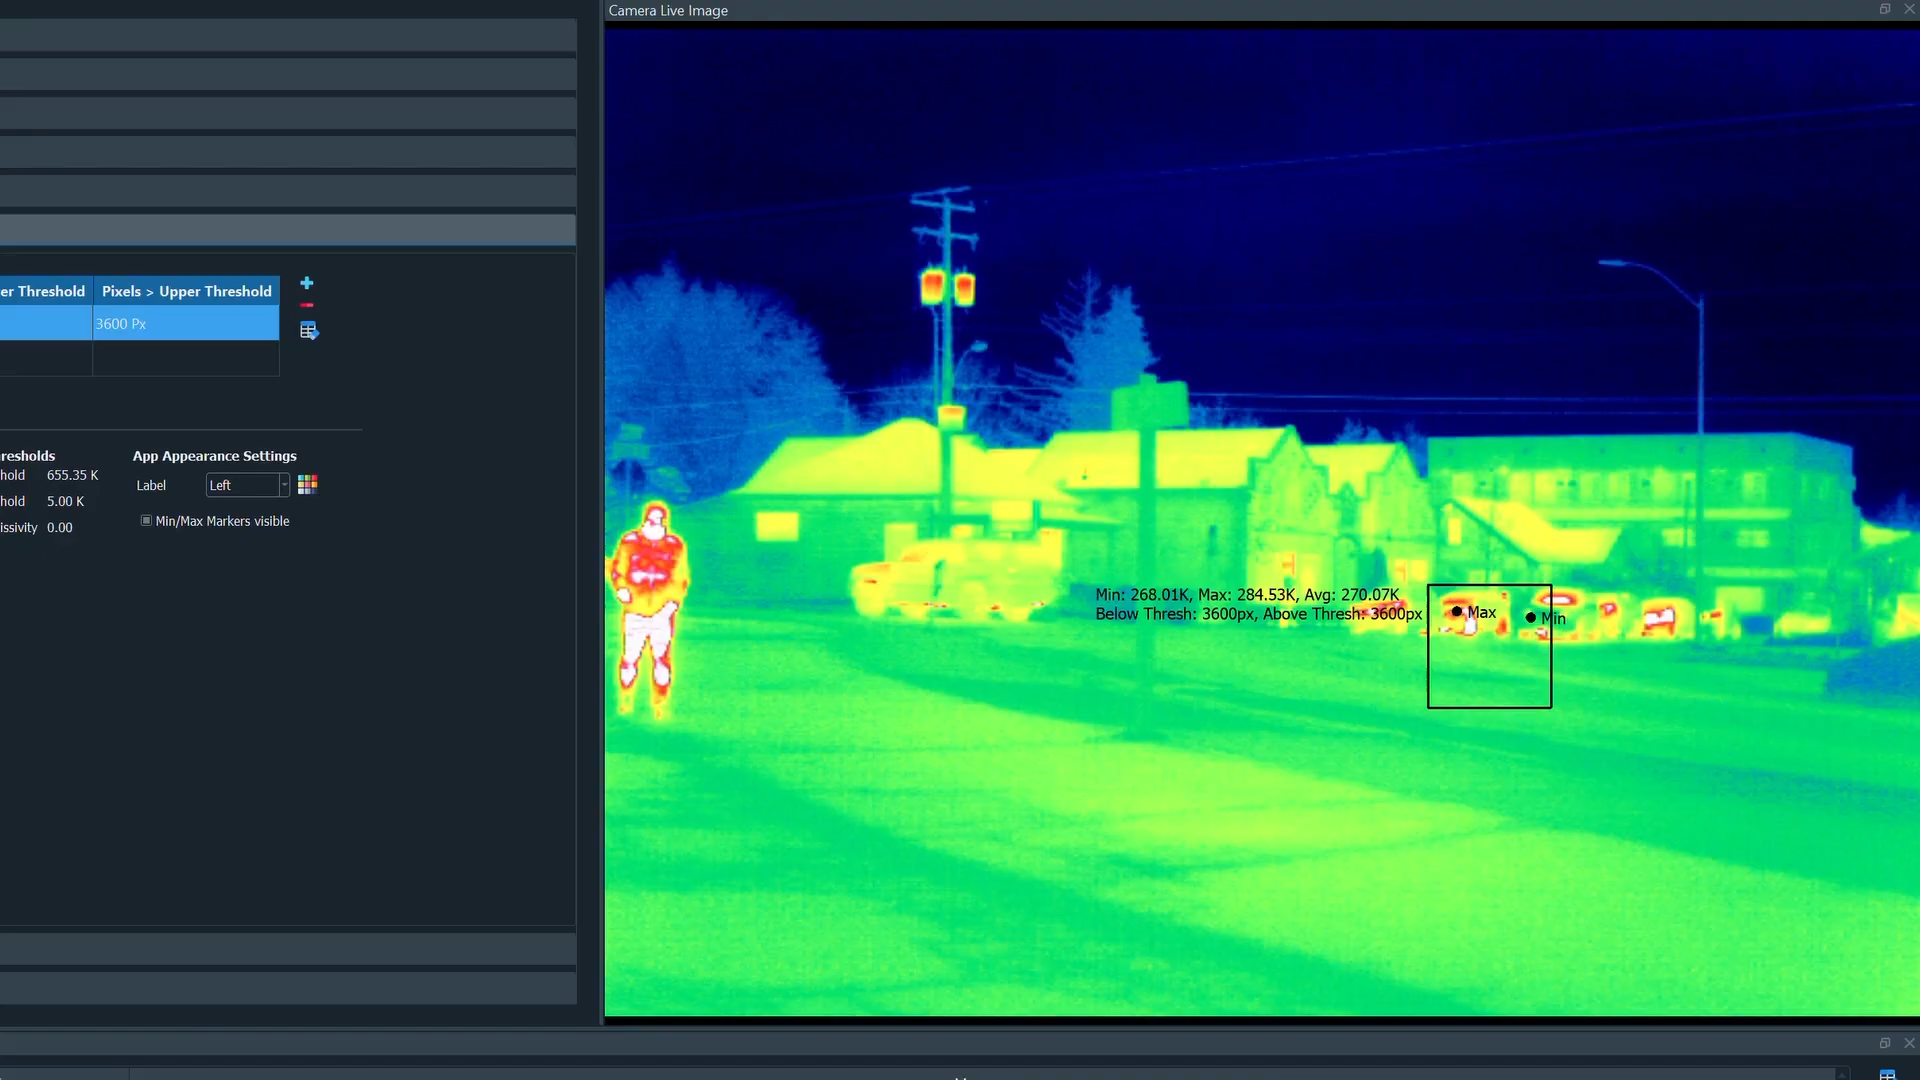 Camera Live Image
er Threshold
Pixels > Upper Threshold
3600 Px
resholds
App Appearance Settings
hold 655.35 K
Label Left
hold 5.00 K
issivity 0.00
Min/Max Markers visible
Min: 268.01K, Max: 284.53K, Avg: 270.07K
Below Thresh: 3600px, Above Thresh: 3600px
Max
Min